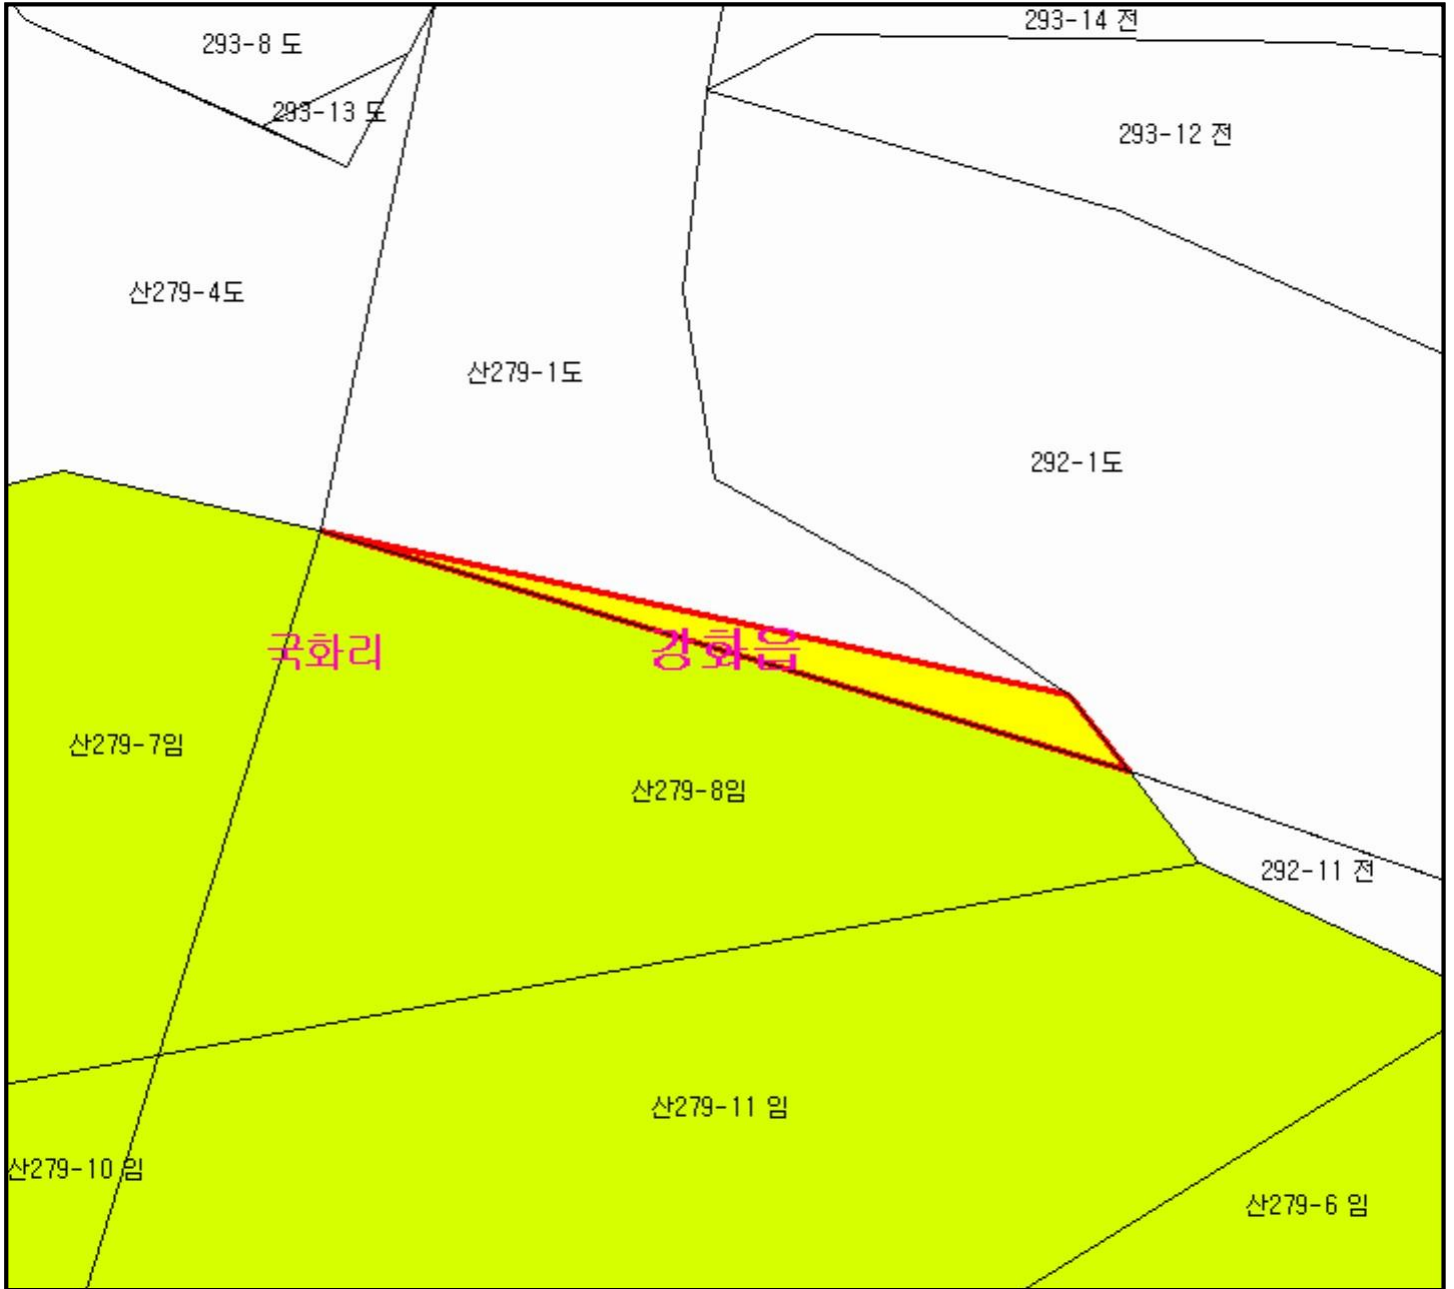 293-14 전
293-8 도
293-13 도
293-12 전
산279-4도
산279-1도
292-1도
국화리
강화읍
산279-7임
산279-8임
292-11 전
산279-11 임
산279-10 임
산279-6 임